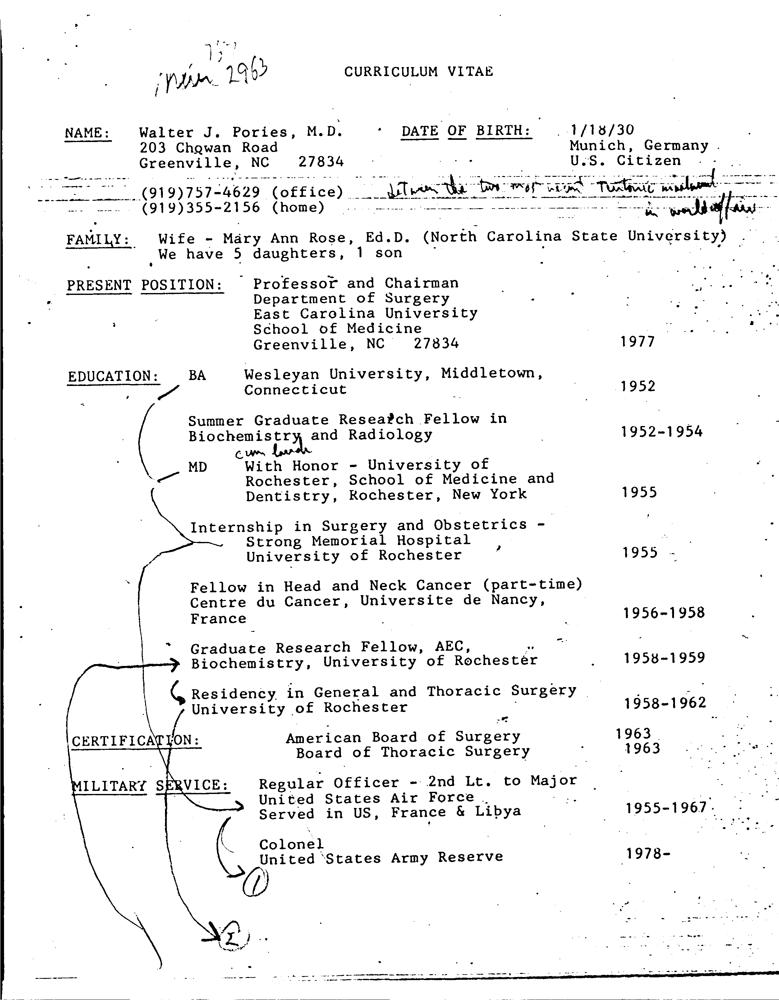 2963
CURRICULUM VITAE
NAME: Walter J. Pories, M.D. DATE OF BIRTH: 1/18/30
203 Chowan Road Munich, Germany
Greenville, NC 27834 U.S. Citizen
(919)757-4629 (office) between the two most recent Teutonic
(919)355-2156 (home) in world affairs
FAMILY: Wife - Mary Ann Rose, Ed.D. (North Carolina State University)
We have 5 daughters, 1 son
PRESENT POSITION: Professor and Chairman
Department of Surgery
East Carolina University
School of Medicine
Greenville, NC 27834 1977
EDUCATION: BA Wesleyan University, Middletown,
Connecticut 1952
Summer Graduate Research Fellow in
Biochemistry and Radiology 1952-1954
cum laude
MD With Honor - University of
Rochester, School of Medicine and
Dentistry, Rochester, New York 1955
Internship in Surgery and Obstetrics -
Strong Memorial Hospital
University of Rochester 1955 -
Fellow in Head and Neck Cancer (part-time)
Centre du Cancer, Universite de Nancy,
France 1956-1958
Graduate Research Fellow, AEC,
Biochemistry, University of Rochester 1958-1959
Residency in General and Thoracic Surgery
University of Rochester 1958-1962
CERTIFICATION: American Board of Surgery 1963
Board of Thoracic Surgery 1963
MILITARY SERVICE: Regular Officer - 2nd Lt. to Major
United States Air Force
Served in US, France & Libya 1955-1967
Colonel
United States Army Reserve 1978-
1
2